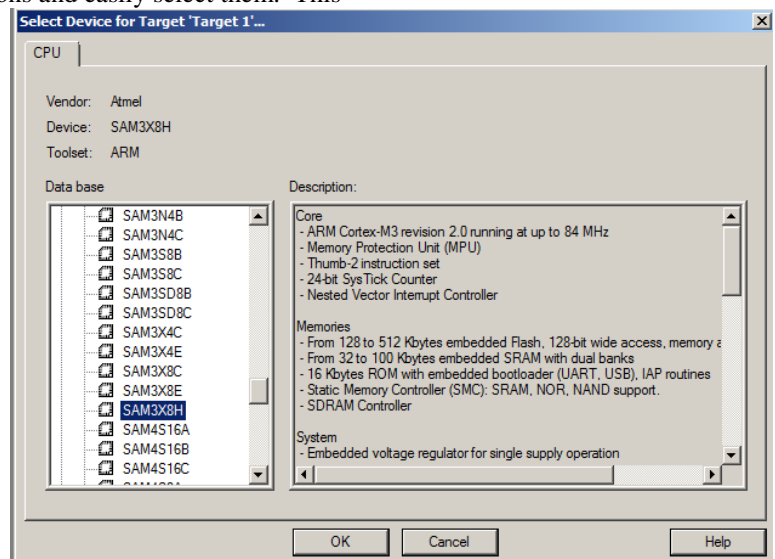 ons and easily select them. This
Select Device for Target 'Target 1'...
CPU
Vendor: Atmel
Device: SAM3X8H
Toolset: ARM
Data base
SAM3N4B
SAM3N4C
SAM3S8B
SAM3S8C
SAM3SD8B
SAM3SD8C
SAM3X4C
SAM3X4E
SAM3X8C
SAM3X8E
SAM3X8H
SAM4S16A
SAM4S16B
SAM4S16C
Description:
Core
- ARM Cortex-M3 revision 2.0 running at up to 84 MHz
- Memory Protection Unit (MPU)
- Thumb-2 instruction set
- 24-bit SysTick Counter
- Nested Vector Interrupt Controller
Memories
- From 128 to 512 Kbytes embedded Flash, 128-bit wide access, memory a
- From 32 to 100 Kbytes embedded SRAM with dual banks
- 16 Kbytes ROM with embedded bootloader (UART, USB), IAP routines
- Static Memory Controller (SMC): SRAM, NOR, NAND support.
- SDRAM Controller
System
- Embedded voltage regulator for single supply operation
OK Cancel Help